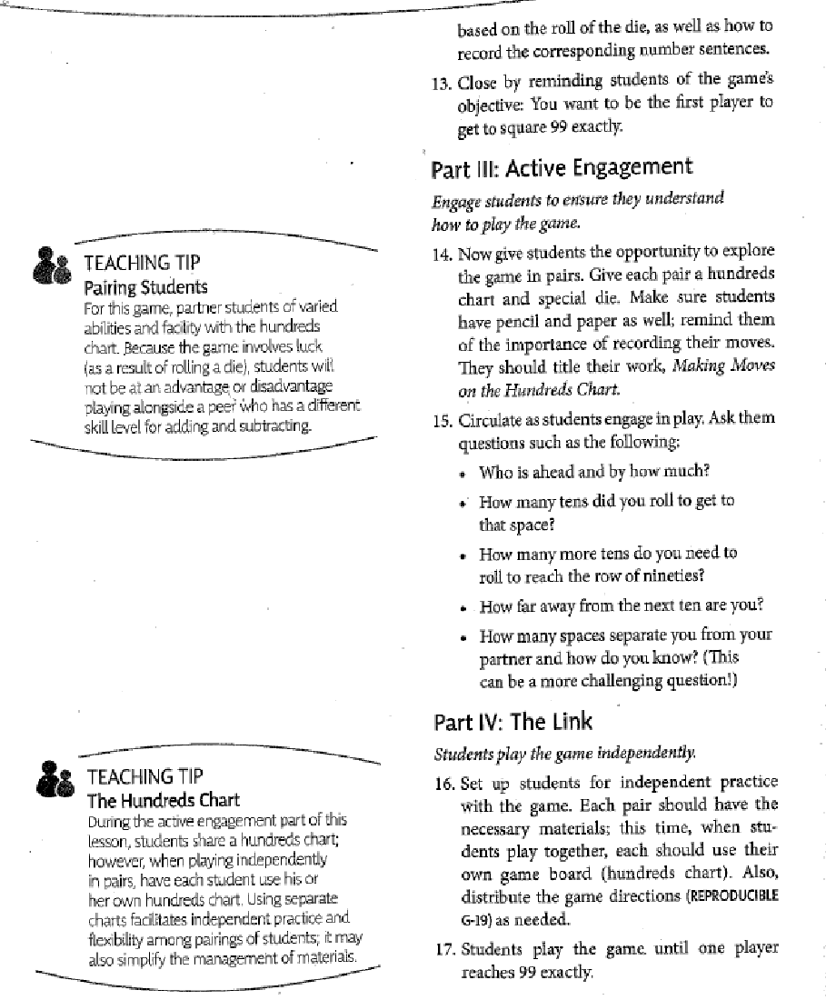 based on the roll of the die, as well as how to
record the corresponding number sentences.
13. Close by reminding students of the game's
objective: You want to be the first player to
get to square 99 exactly.
Part III: Active Engagement
Engage students to ensure they understand
how to play the game.
14. Now give students the opportunity to explore
the game in pairs. Give each pair a hundreds
chart and special die. Make sure students
have pencil and paper as well; remind them
of the importance of recording their moves.
They should title their work, Making Moves
on the Hundreds Chart.
15. Circulate as students engage in play. Ask them
questions such as the following:
• Who is ahead and by how much?
• How many tens did you roll to get to
that space?
• How many more tens do you need to
roll to reach the row of nineties?
• How far away from the next ten are you?
• How many spaces separate you from your
partner and how do you know? (This
can be a more challenging question!)
Part IV: The Link
Students play the game independently.
16. Set up students for independent practice
with the game. Each pair should have the
necessary materials; this time, when stu-
dents play together, each should use their
own game board (hundreds chart). Also,
distribute the game directions (REPRODUCIBLE
G-19) as needed.
17. Students play the game until one player
reaches 99 exactly.
TEACHING TIP
Pairing Students
For this game, partner students of varied
abilities and facility with the hundreds
chart. Because the game involves luck
(as a result of rolling a die), students will
not be at an advantage or disadvantage
playing alongside a peer who has a different
skill level for adding and subtracting.
TEACHING TIP
The Hundreds Chart
During the active engagement part of this
lesson, students share a hundreds chart;
however, when playing independently
in pairs, have each student use his or
her own hundreds chart. Using separate
charts facilitates independent practice and
flexibility among pairings of students; it may
also simplify the management of materials.